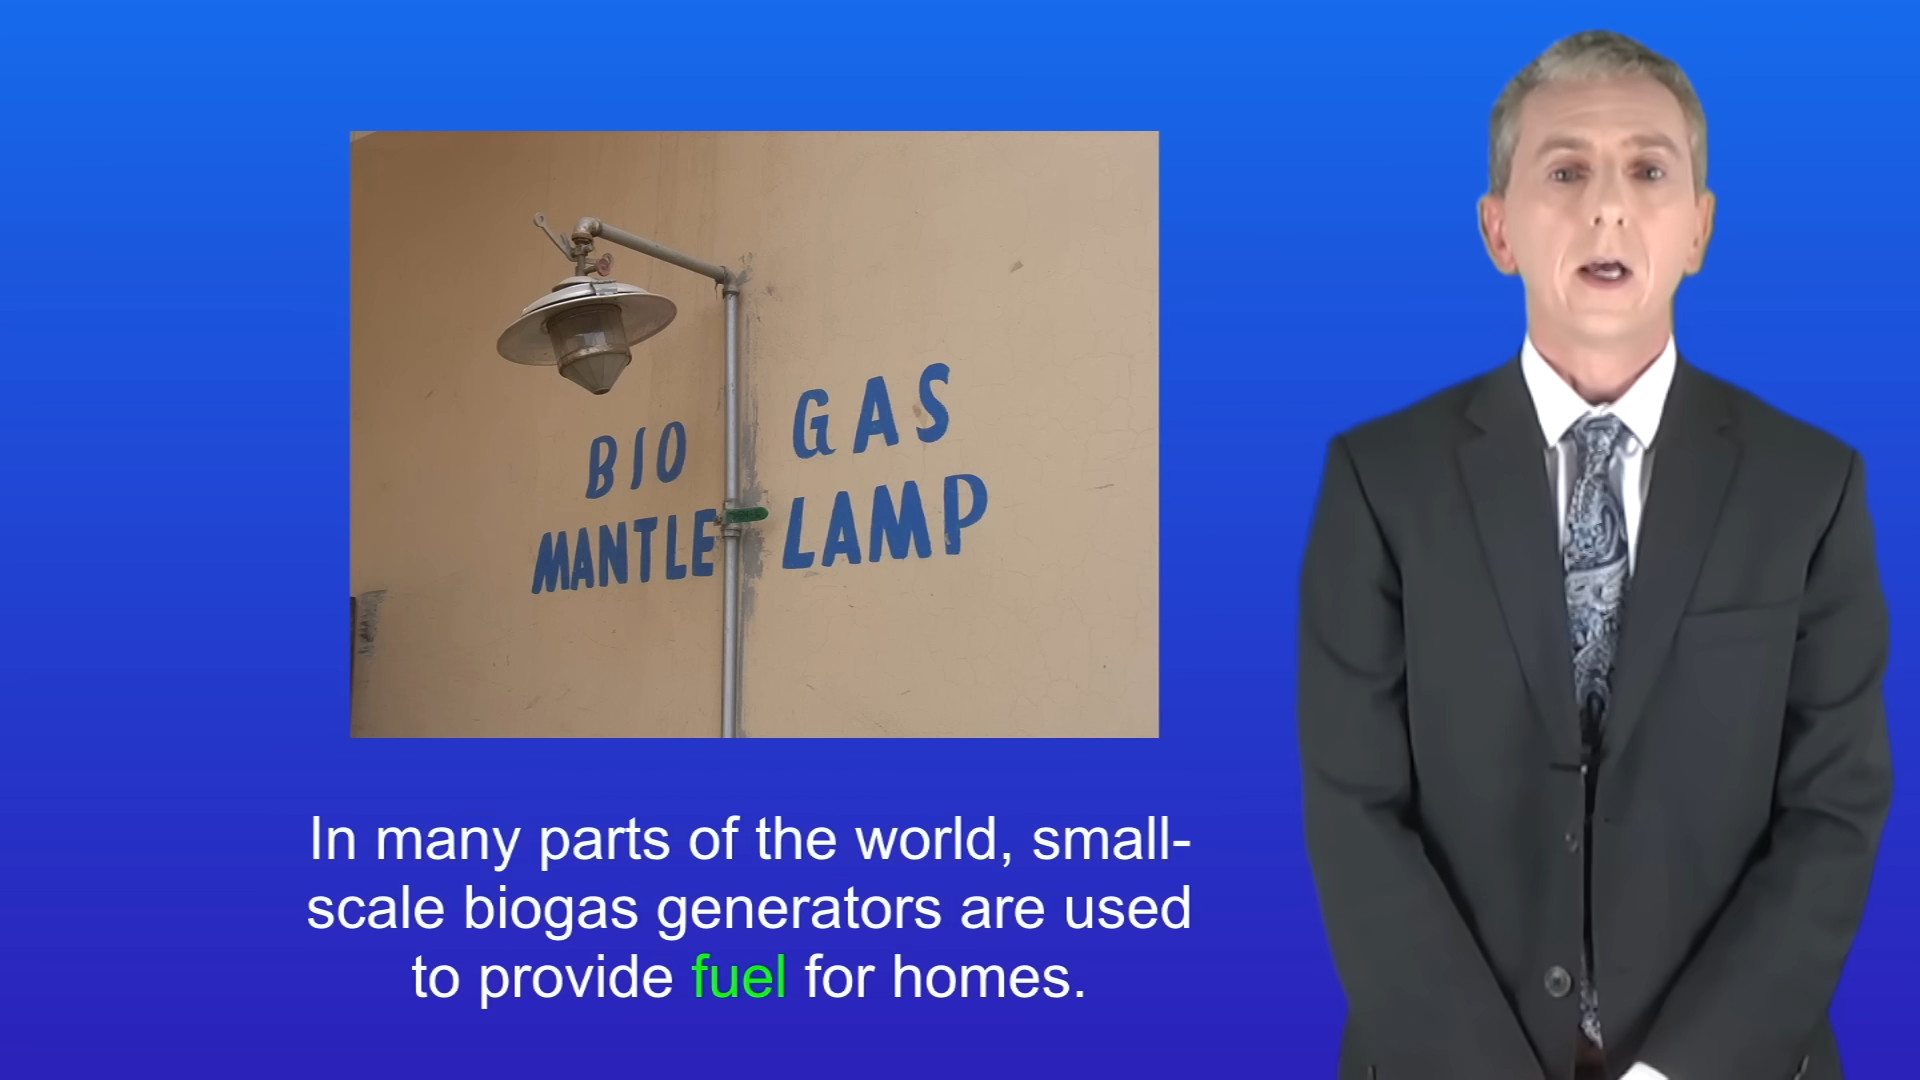 BIO GAS
MANTLE LAMP
In many parts of the world, small-
scale biogas generators are used
to provide fuel for homes.